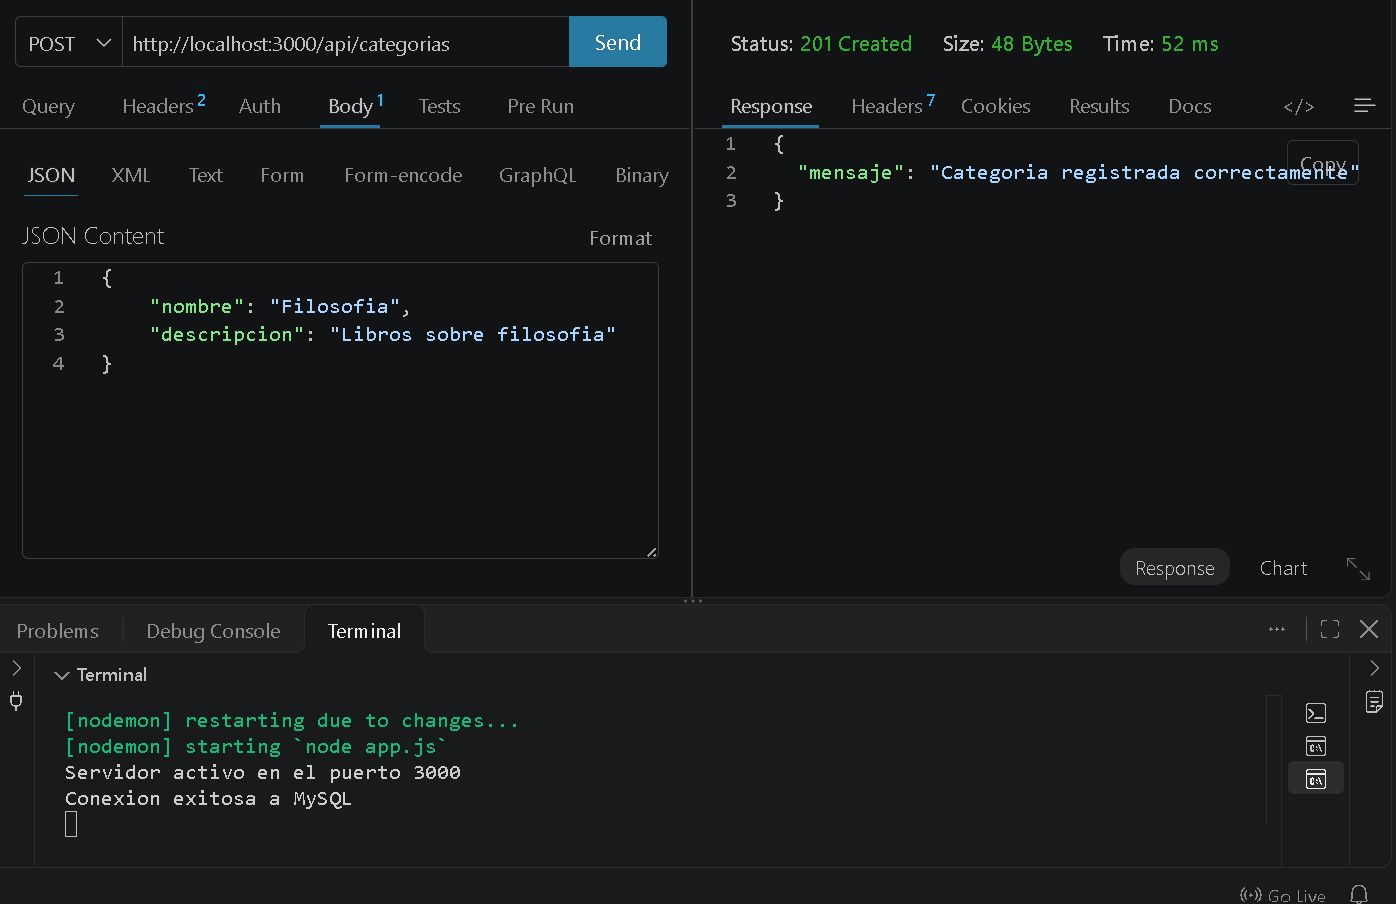 POST
http://localhost:3000/api/categorias
Send
Query
Headers 2
Auth
Body 1
Tests
Pre Run
JSON
XML
Text
Form
Form-encode
GraphQL
Binary
JSON Content
Format
1 {
2 "nombre": "Filosofia",
3 "descripcion": "Libros sobre filosofia"
4 }
Status: 201 Created
Size: 48 Bytes
Time: 52 ms
Response
Headers 7
Cookies
Results
Docs
</>
Copy
1 {
2 "mensaje": "Categoria registrada correctamente"
3 }
Response
Chart
Problems
Debug Console
Terminal
Terminal
[nodemon] restarting due to changes...
[nodemon] starting `node app.js`
Servidor activo en el puerto 3000
Conexion exitosa a MySQL
Go Live